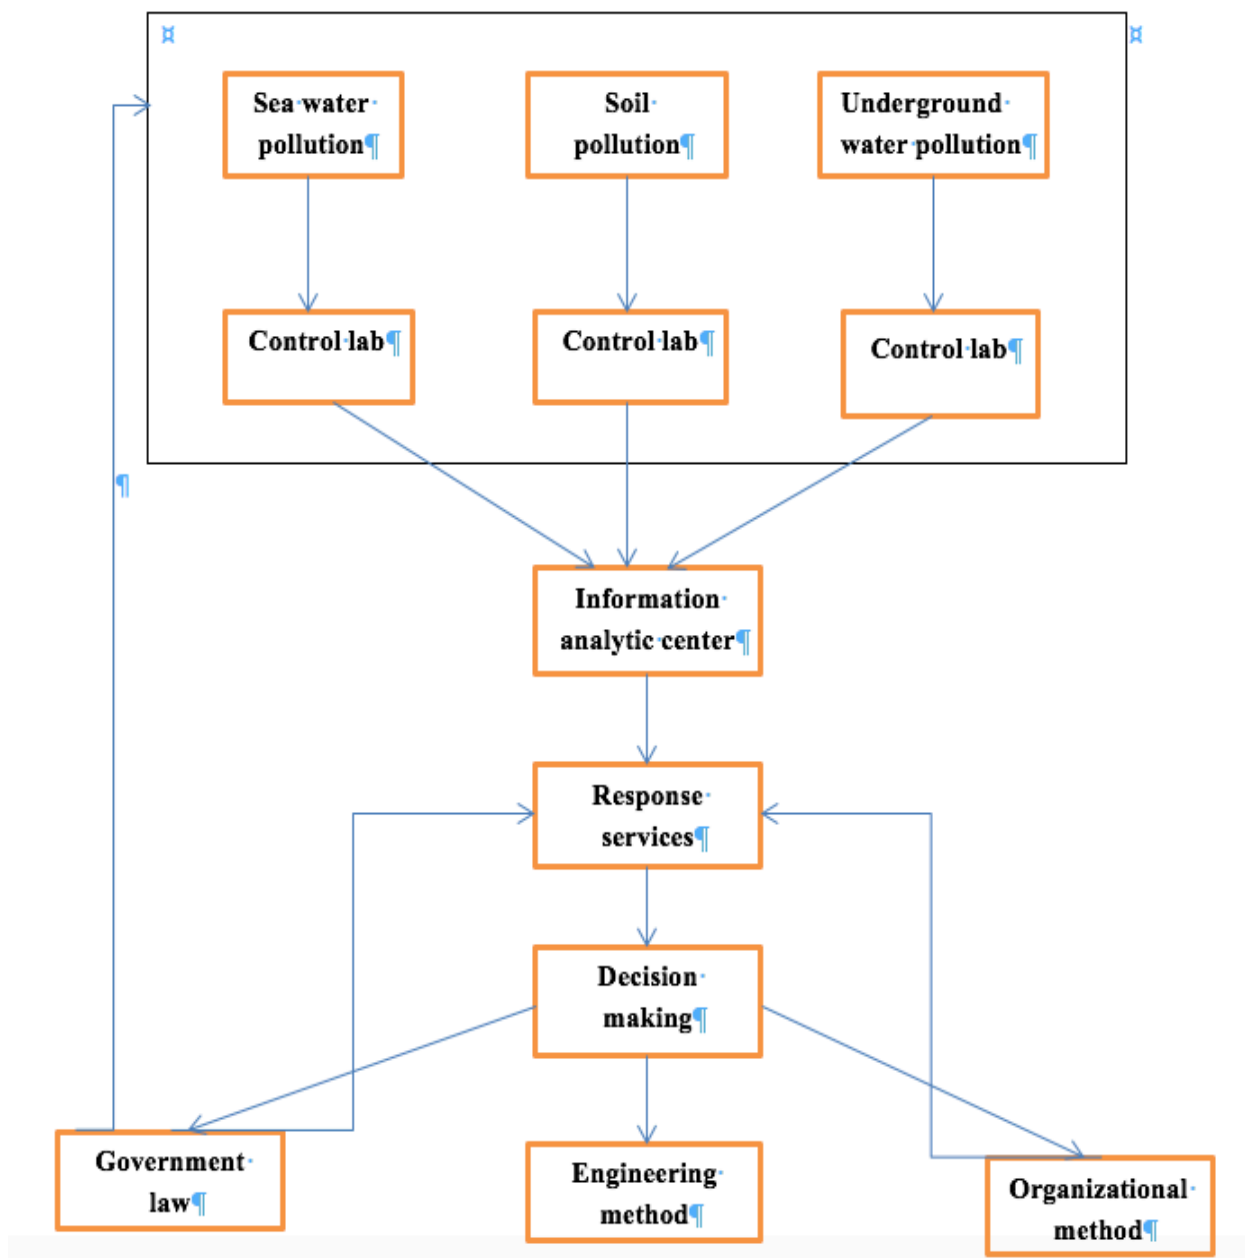 Sea water
pollution
Soil
pollution
Underground
water pollution
Control lab
Control lab
Control lab
Information
analytic center
Response
services
Decision
making
Government
law
Engineering
method
Organizational
method